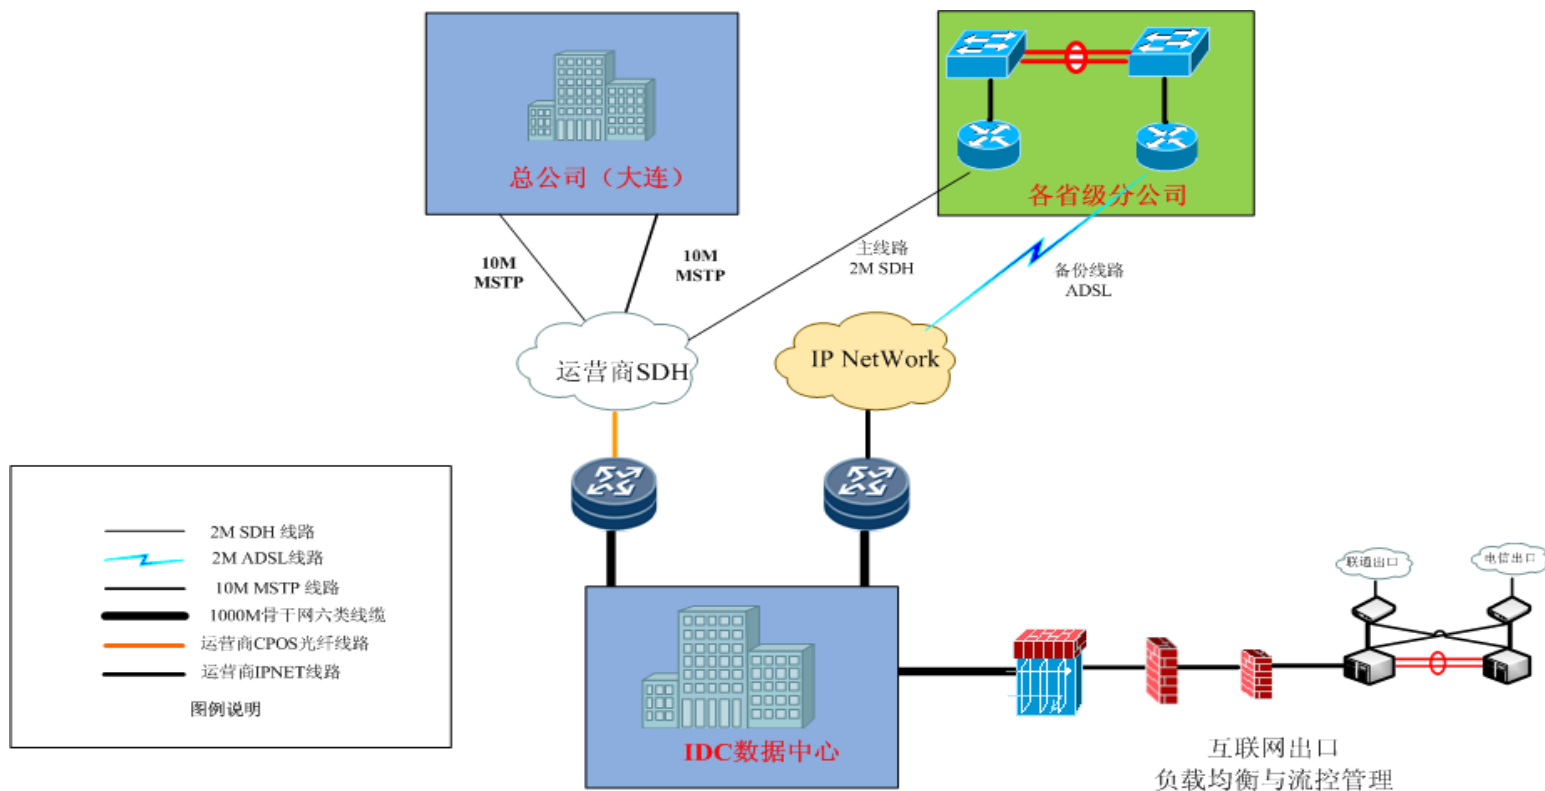 总公司（大连）
各省级分公司
10M
MSTP
10M
MSTP
主线路
2M SDH
备份线路
ADSL
运营商SDH
IP NetWork
2M SDH 线路
2M ADSL线路
10M MSTP 线路
1000M骨干网六类线缆
运营商CPOS光纤线路
运营商IPNET线路
图例说明
IDC数据中心
联通出口
电信出口
互联网出口
负载均衡与流控管理